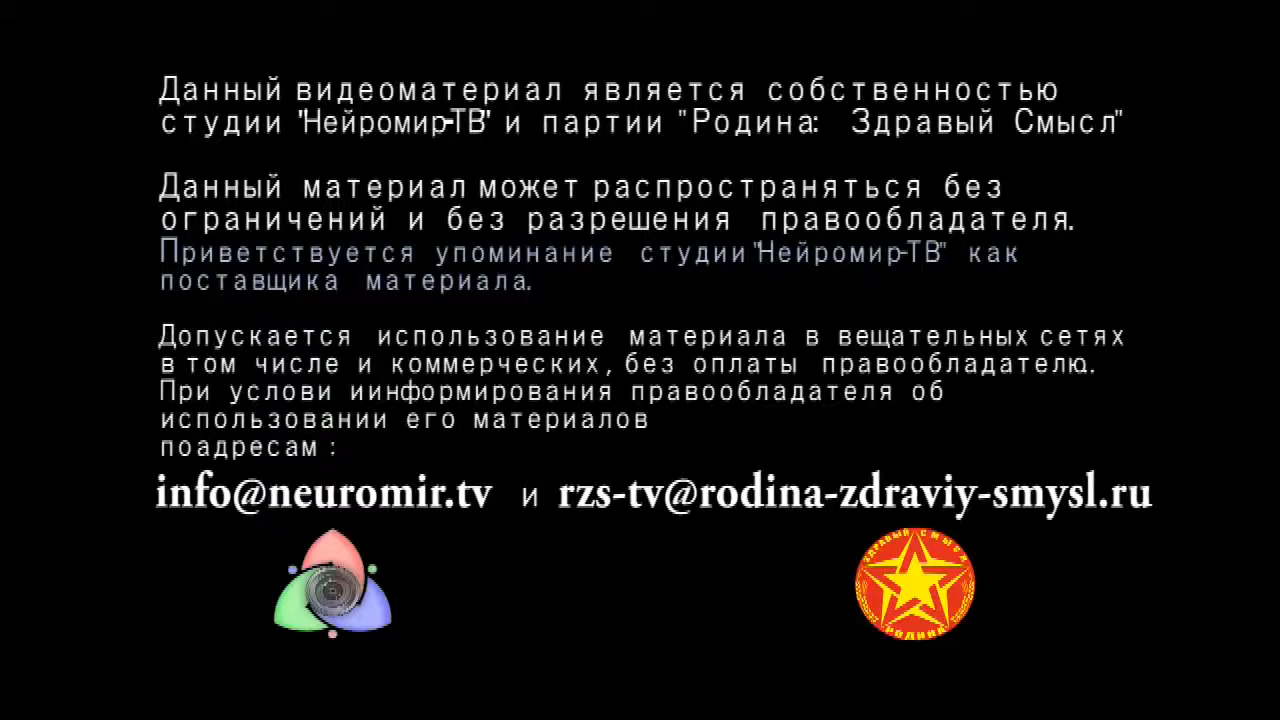 Данный видеоматериал является собственностью
студии "Нейромир-ТВ" и партии "Родина: Здравый Смысл"
Данный материал может распространяться без
ограничений и без разрешения правообладателя.
Приветствуется упоминание студии "Нейромир-ТВ" как
поставщика материала.
Допускается использование материала в вещательных сетях
в том числе и коммерческих, без оплаты правообладателю.
При услови иинформирования правообладателя об
использовании его материалов
поадресам :
info@neuromir.tv и rzs-tv@rodina-zdraviy-smysl.ru
ЗДРАВЫЙ СМЫСЛ
РОДИНА